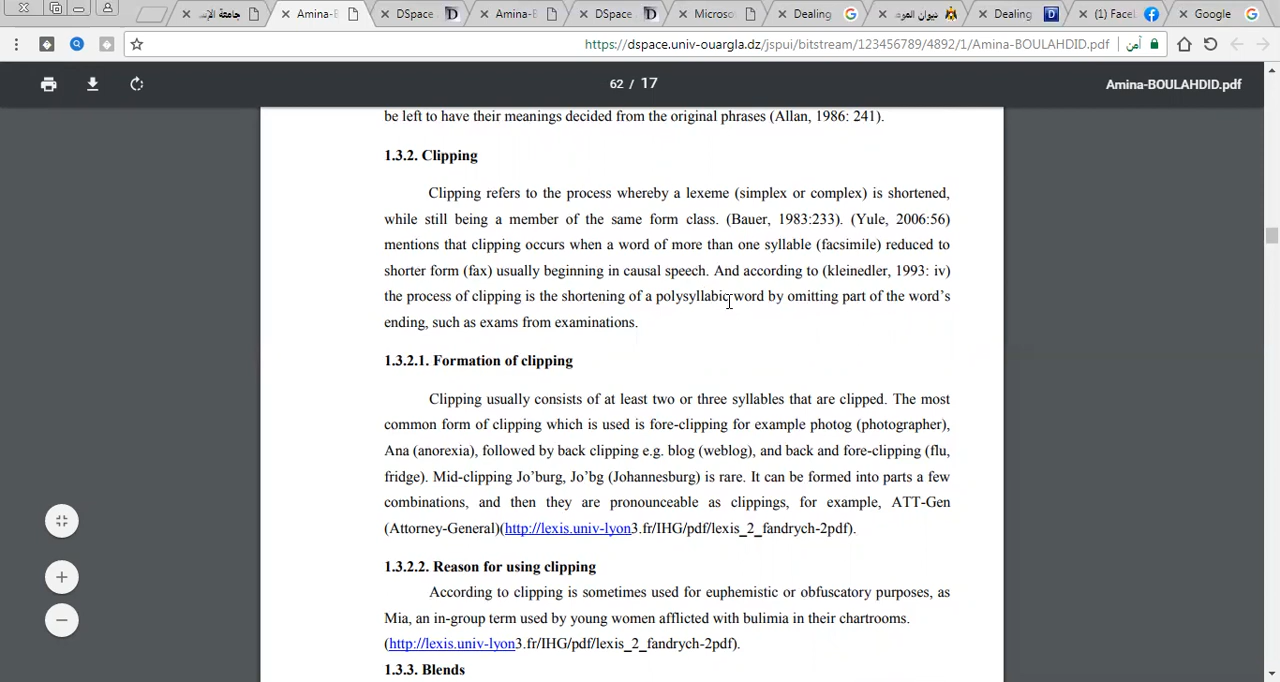 جامعة الإس
Amina-B
DSpace
Amina-B
DSpace
Microso
Dealing
ديوان المرد
Dealing
(1) Facel
Google
https://dspace.univ-ouargla.dz/jspui/bitstream/123456789/4892/1/Amina-BOULAHDID.pdf
آمن
62 / 17
Amina-BOULAHDID.pdf
be left to have their meanings decided from the original phrases (Allan, 1986: 241).
1.3.2. Clipping
Clipping refers to the process whereby a lexeme (simplex or complex) is shortened,
while still being a member of the same form class. (Bauer, 1983:233). (Yule, 2006:56)
mentions that clipping occurs when a word of more than one syllable (facsimile) reduced to
shorter form (fax) usually beginning in causal speech. And according to (kleinedler, 1993: iv)
the process of clipping is the shortening of a polysyllabic word by omitting part of the word's
ending, such as exams from examinations.
1.3.2.1. Formation of clipping
Clipping usually consists of at least two or three syllables that are clipped. The most
common form of clipping which is used is fore-clipping for example photog (photographer),
Ana (anorexia), followed by back clipping e.g. blog (weblog), and back and fore-clipping (flu,
fridge). Mid-clipping Jo'burg, Jo'bg (Johannesburg) is rare. It can be formed into parts a few
combinations, and then they are pronounceable as clippings, for example, ATT-Gen
(Attorney-General)(http://lexis.univ-lyon3.fr/IHG/pdf/lexis_2_fandrych-2pdf).
1.3.2.2. Reason for using clipping
According to clipping is sometimes used for euphemistic or obfuscatory purposes, as
Mia, an in-group term used by young women afflicted with bulimia in their chartrooms.
(http://lexis.univ-lyon3.fr/IHG/pdf/lexis_2_fandrych-2pdf).
1.3.3. Blends